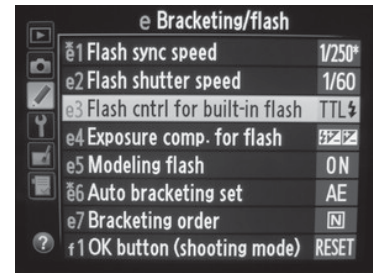 e Bracketing/flash
e1 Flash sync speed 1/250*
e2 Flash shutter speed 1/60
e3 Flash cntrl for built-in flash TTL
e4 Exposure comp. for flash
e5 Modeling flash ON
e6 Auto bracketing set AE
e7 Bracketing order N
? f1 OK button (shooting mode) RESET